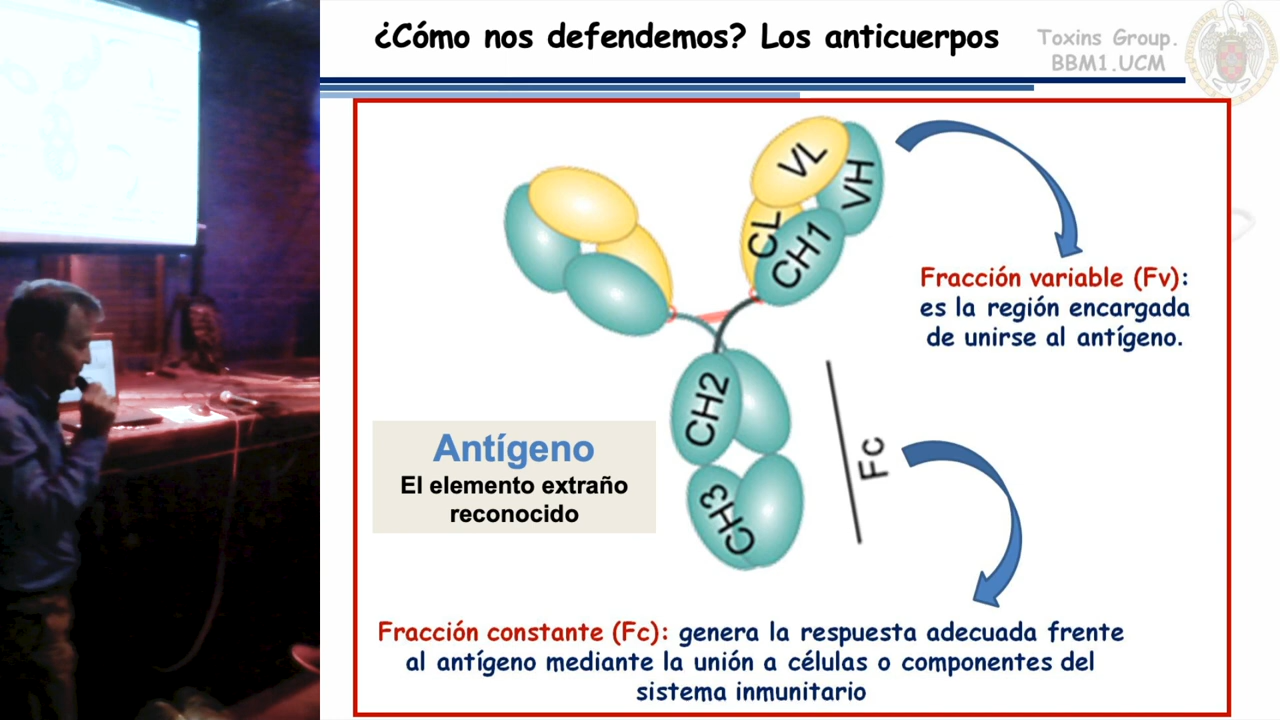 ¿Cómo nos defendemos? Los anticuerpos
Toxins Group.
BBM1.UCM
VL
VH
CL
CH1
Fracción variable (Fv):
es la región encargada
de unirse al antígeno.
CH2
Fc
CH3
Antígeno
El elemento extraño
reconocido
Fracción constante (Fc): genera la respuesta adecuada frente
al antígeno mediante la unión a células o componentes del
sistema inmunitario